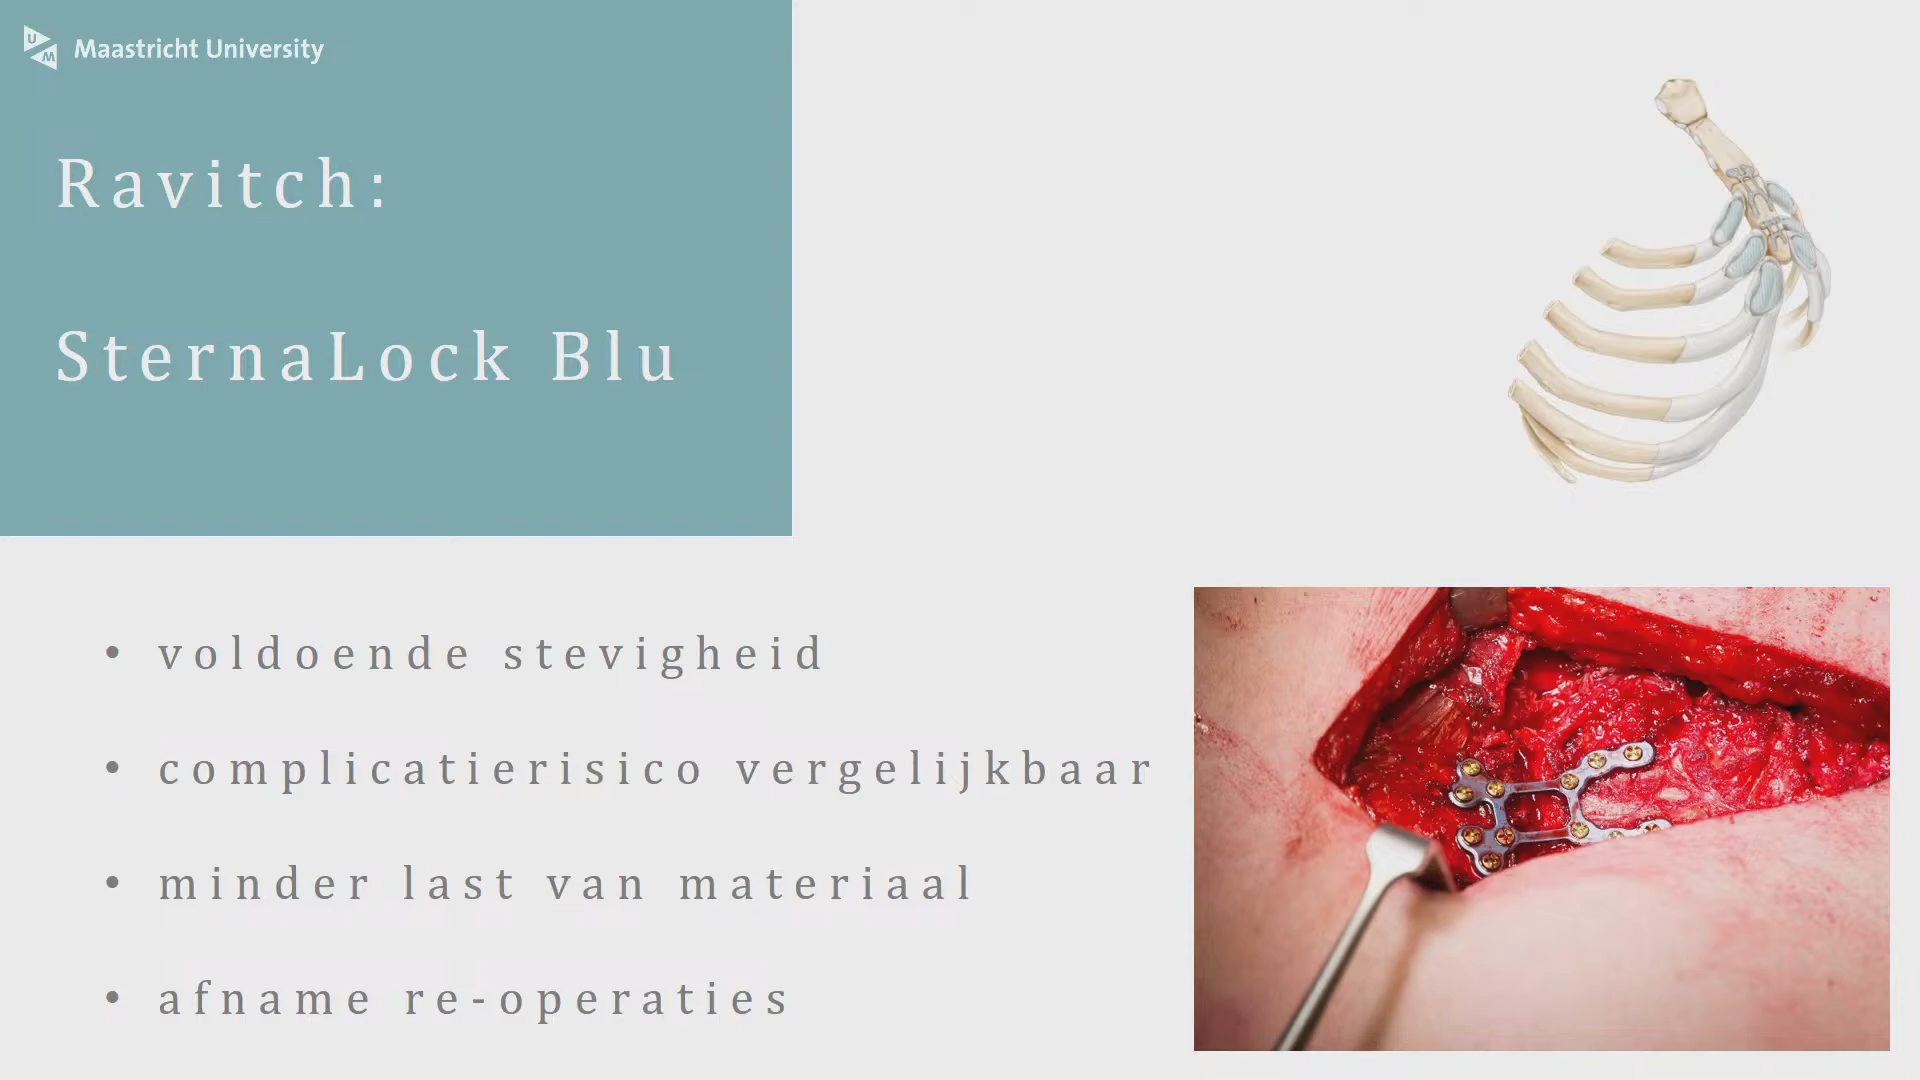 Maastricht University
Ravitch:
SternaLock Blu
• voldoende stevigheid
• complicatierisico vergelijkbaar
• minder last van materiaal
• afname re-operaties